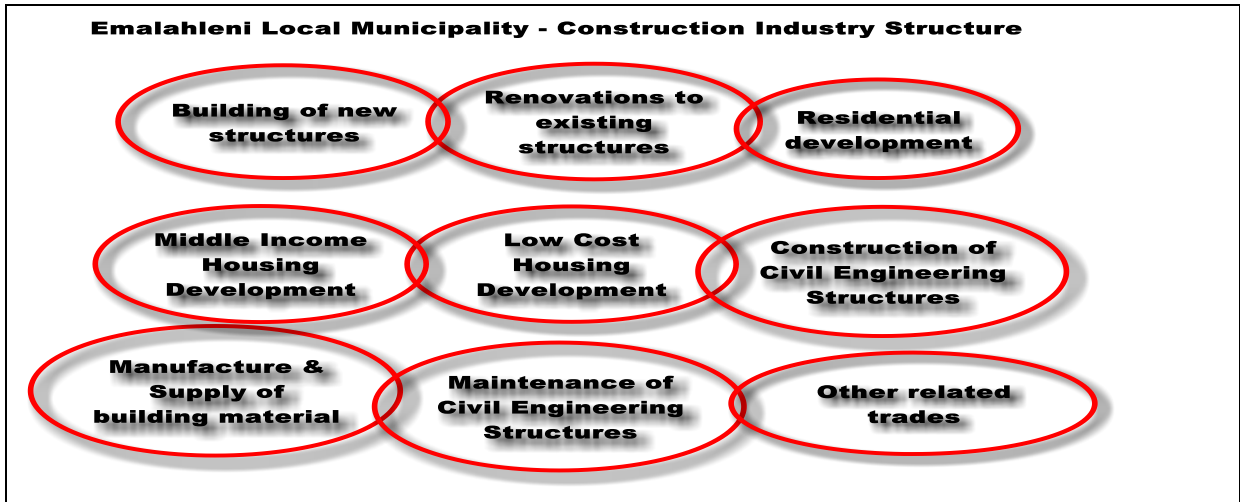 Emalahleni Local Municipality - Construction Industry Structure
Building of new
structures
Renovations to
existing
structures
Residential
development
Middle Income
Housing
Development
Low Cost
Housing
Development
Construction of
Civil Engineering
Structures
Manufacture &
Supply of
building material
Maintenance of
Civil Engineering
Structures
Other related
trades